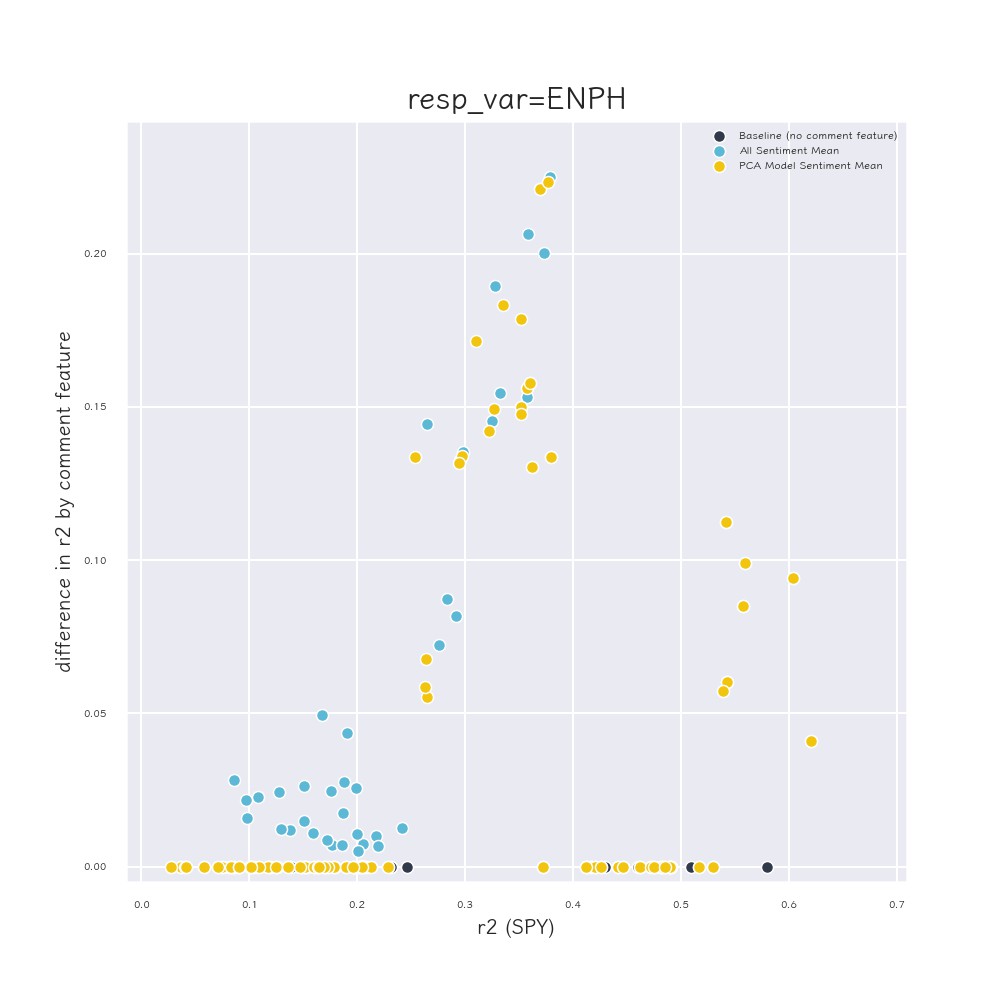 resp_var=ENPH
Baseline (no comment feature)
All Sentiment Mean
PCA Model Sentiment Mean
difference in r2 by comment feature
0.20
0.15
0.10
0.05
0.00
0.0 0.1 0.2 0.3 0.4 0.5 0.6 0.7
r2 (SPY)